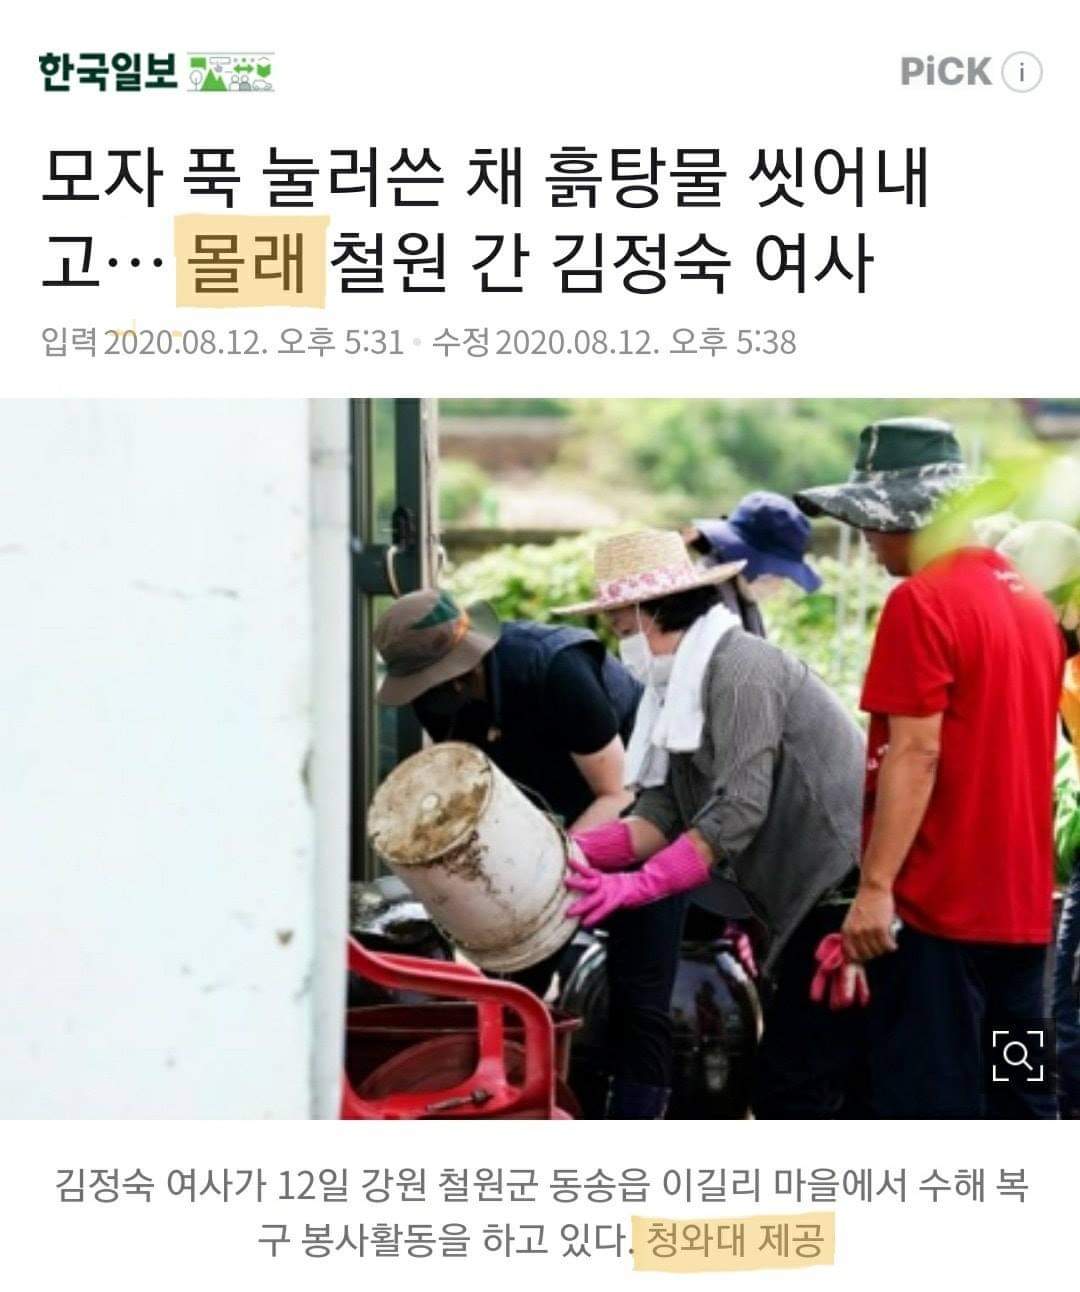 한국일보
PiCK i
모자 푹 눌러쓴 채 흙탕물 씻어내
고… 몰래 철원 간 김정숙 여사
입력 2020.08.12. 오후 5:31 · 수정 2020.08.12. 오후 5:38
김정숙 여사가 12일 강원 철원군 동송읍 이길리 마을에서 수해 복
구 봉사활동을 하고 있다. 청와대 제공